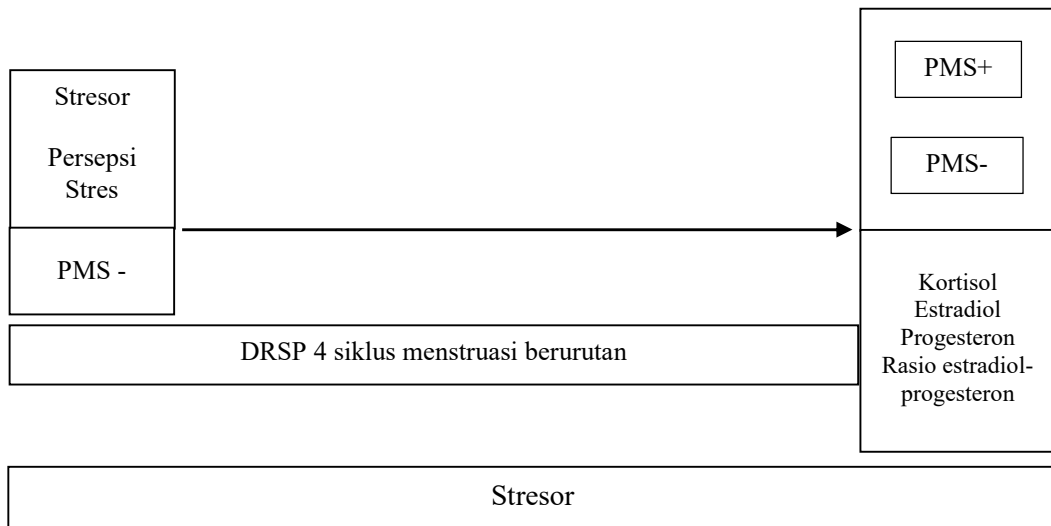 Stresor
Persepsi
Stres
PMS -
PMS+
PMS-
Kortisol
Estradiol
Progesteron
Rasio estradiol-
progesteron
DRSP 4 siklus menstruasi berurutan
Stresor